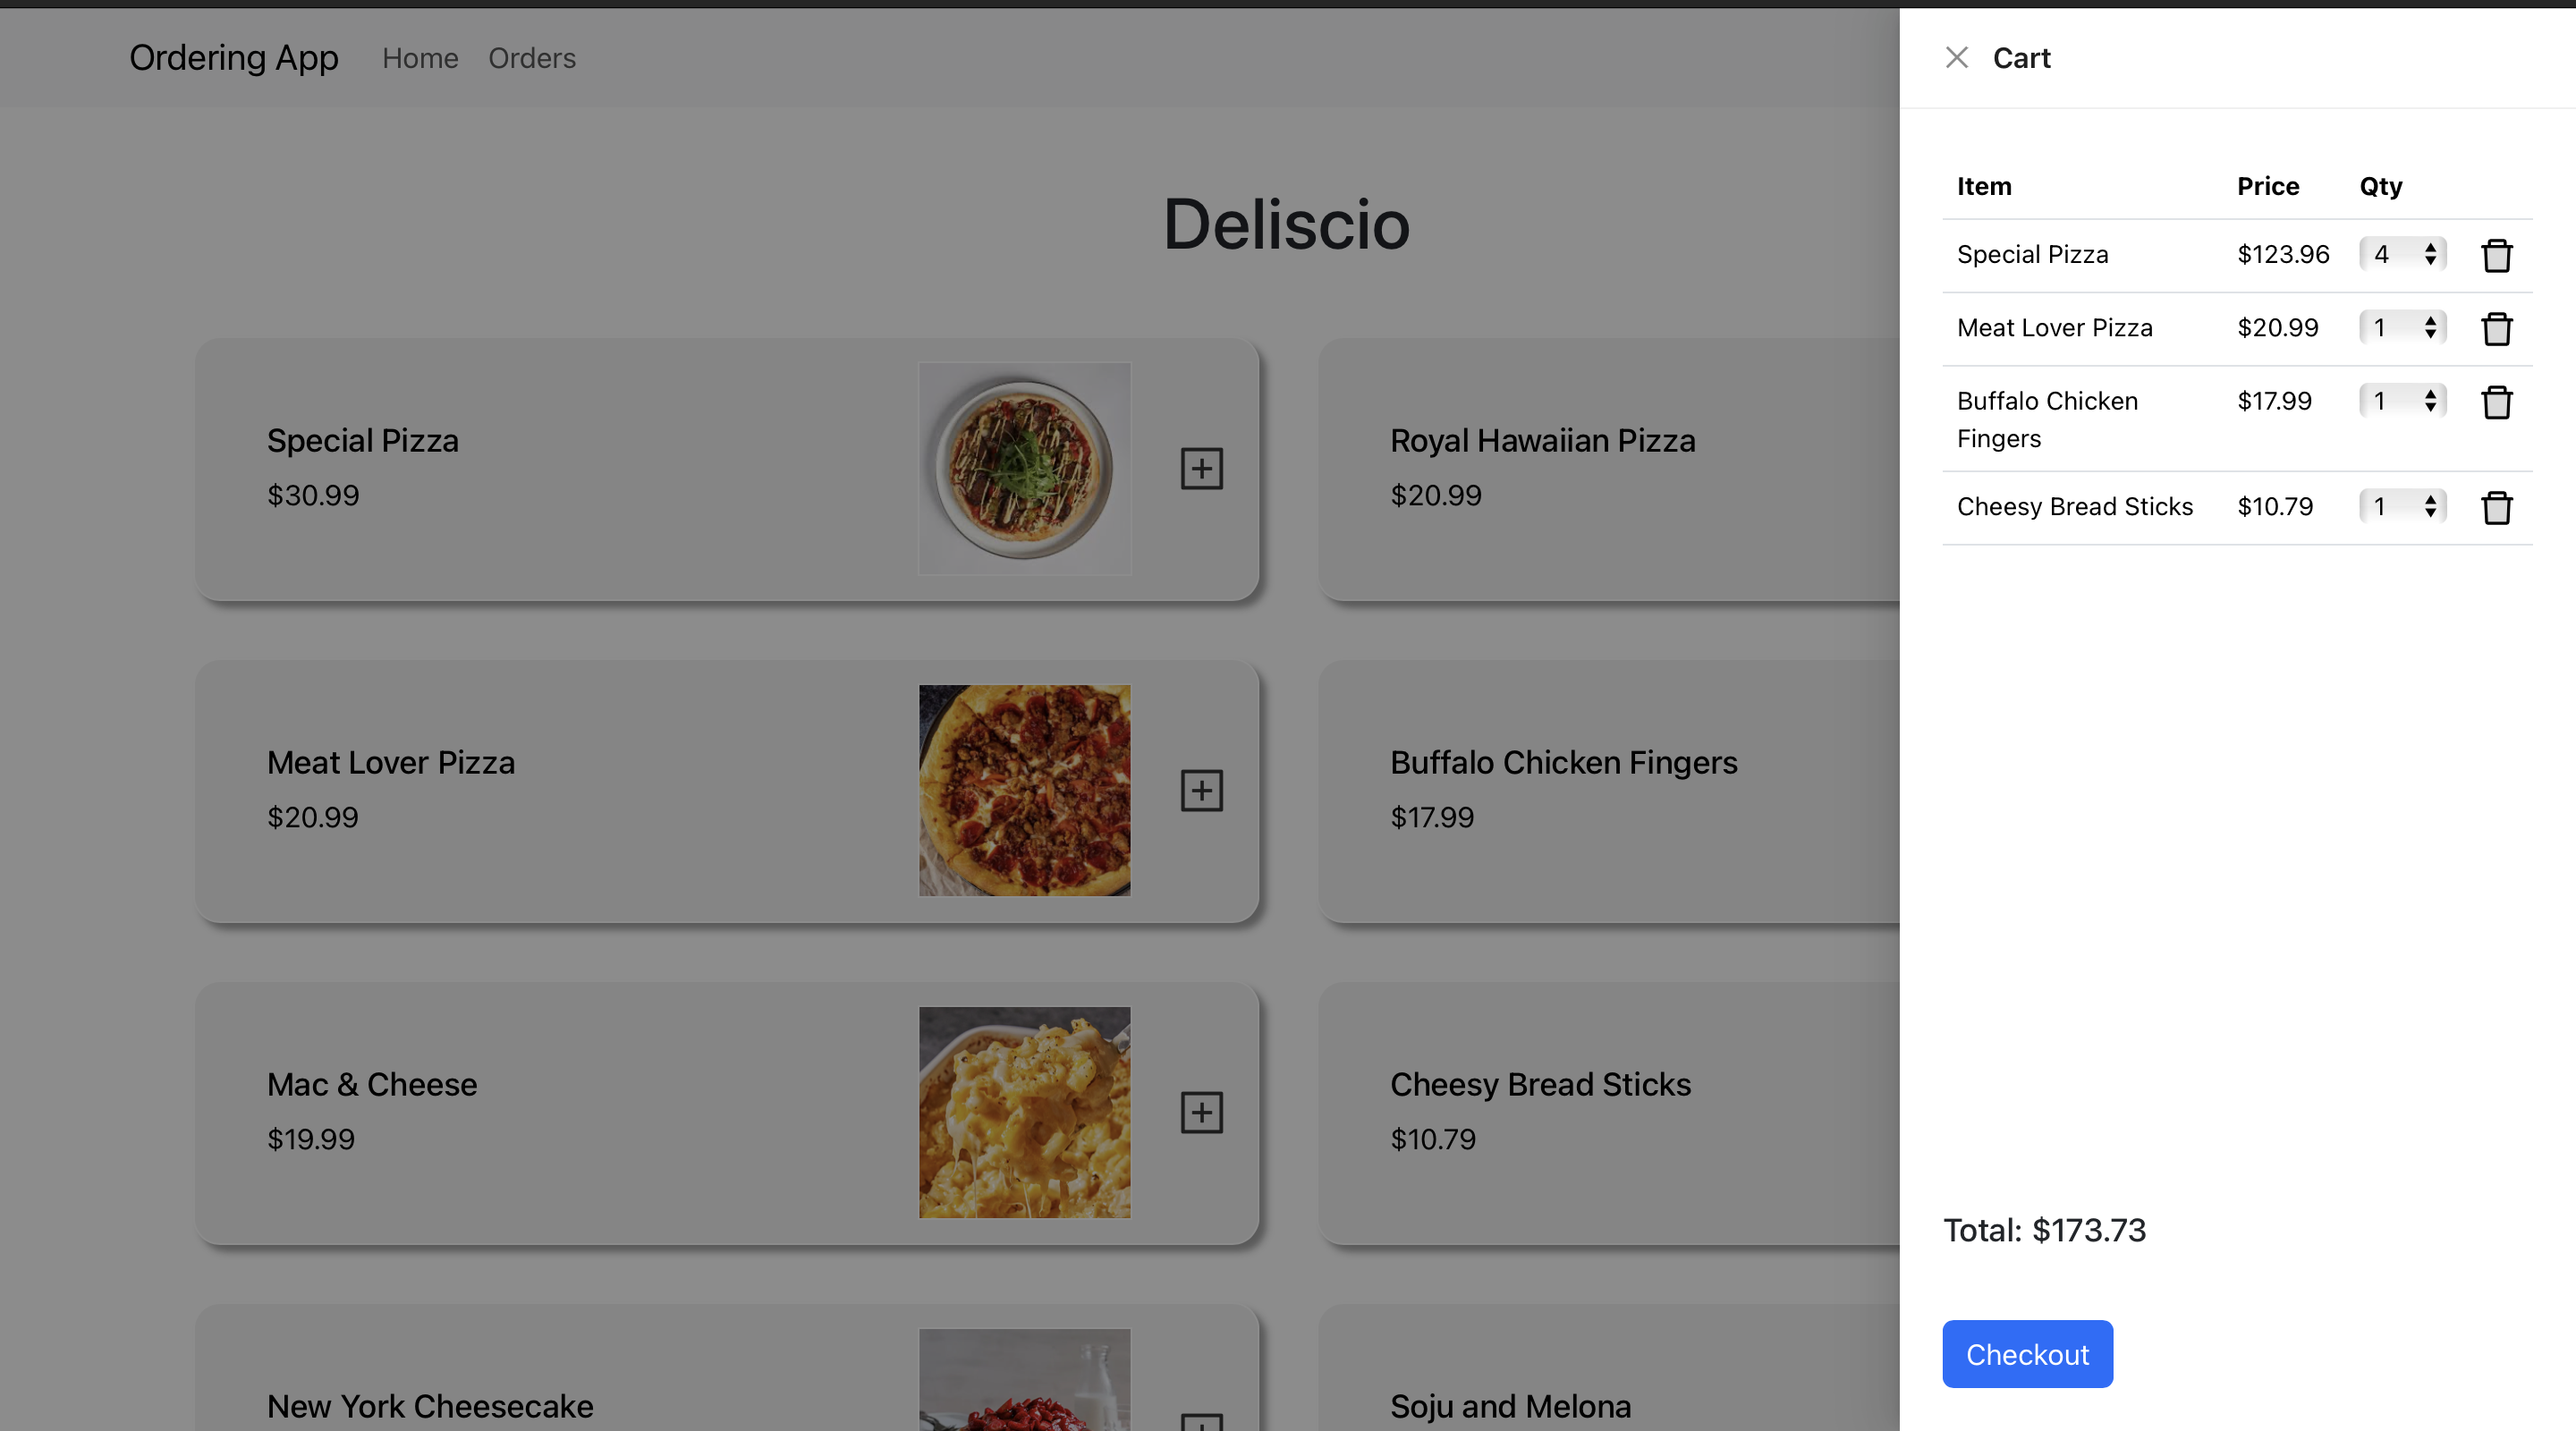 Ordering App Home Orders
Deliscio
Special Pizza
$30.99
Royal Hawaiian Pizza
$20.99
Meat Lover Pizza
$20.99
Buffalo Chicken Fingers
$17.99
Mac & Cheese
$19.99
Cheesy Bread Sticks
$10.79
New York Cheesecake
Soju and Melona
Cart
Item Price Qty
Special Pizza $123.96 4
Meat Lover Pizza $20.99 1
Buffalo Chicken $17.99 1
Fingers
Cheesy Bread Sticks $10.79 1
Total: $173.73
Checkout